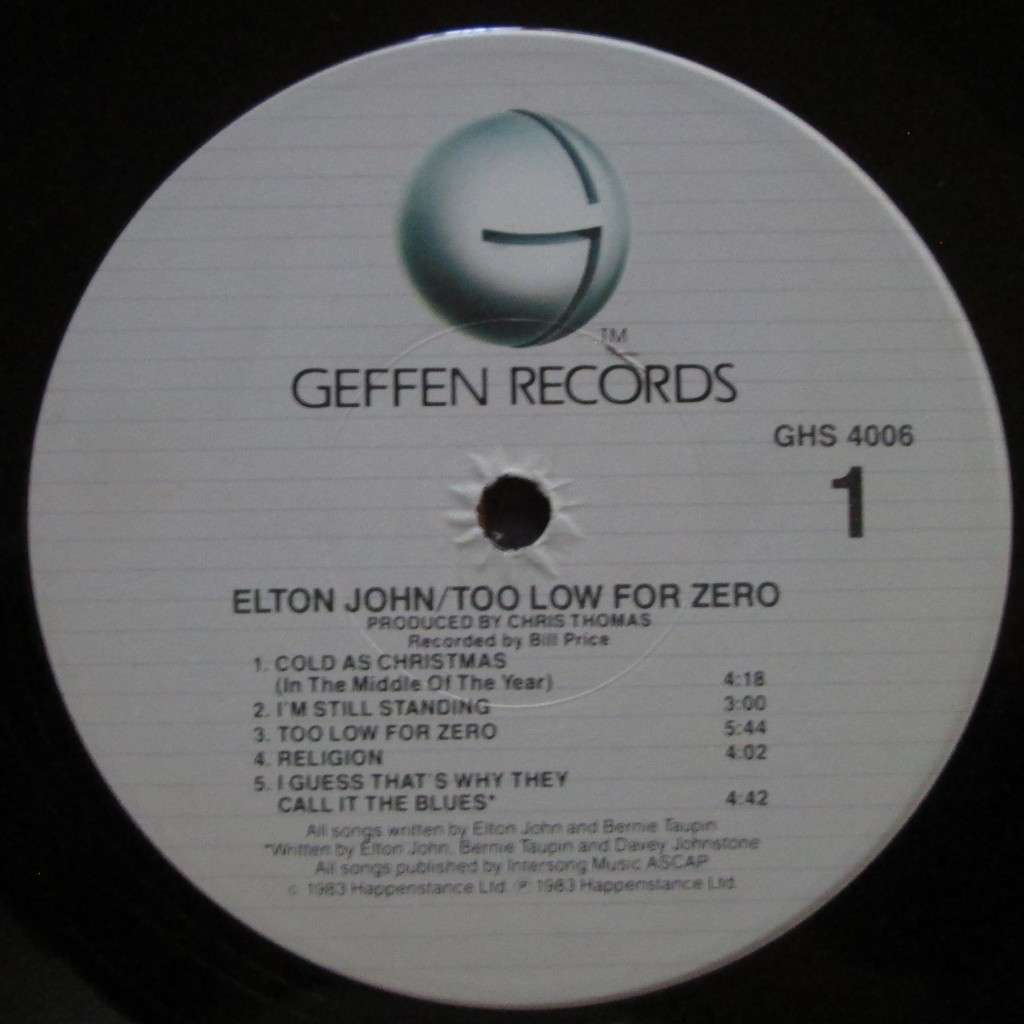 TM
GEFFEN RECORDS
GHS 4006
1
ELTON JOHN/TOO LOW FOR ZERO
PRODUCED BY CHRIS THOMAS
Recorded by Bill Price
1. COLD AS CHRISTMAS
(In The Middle Of The Year) 4:18
2. I'M STILL STANDING 3:00
3. TOO LOW FOR ZERO 5:44
4. RELIGION 4:02
5. I GUESS THAT'S WHY THEY
CALL IT THE BLUES* 4:42
All songs written by Elton John and Bernie Taupin
*Written by Elton John, Bernie Taupin and Davey Johnstone
All songs published by Intersong Music ASCAP
© 1983 Happenstance Ltd. ℗ 1983 Happenstance Ltd.